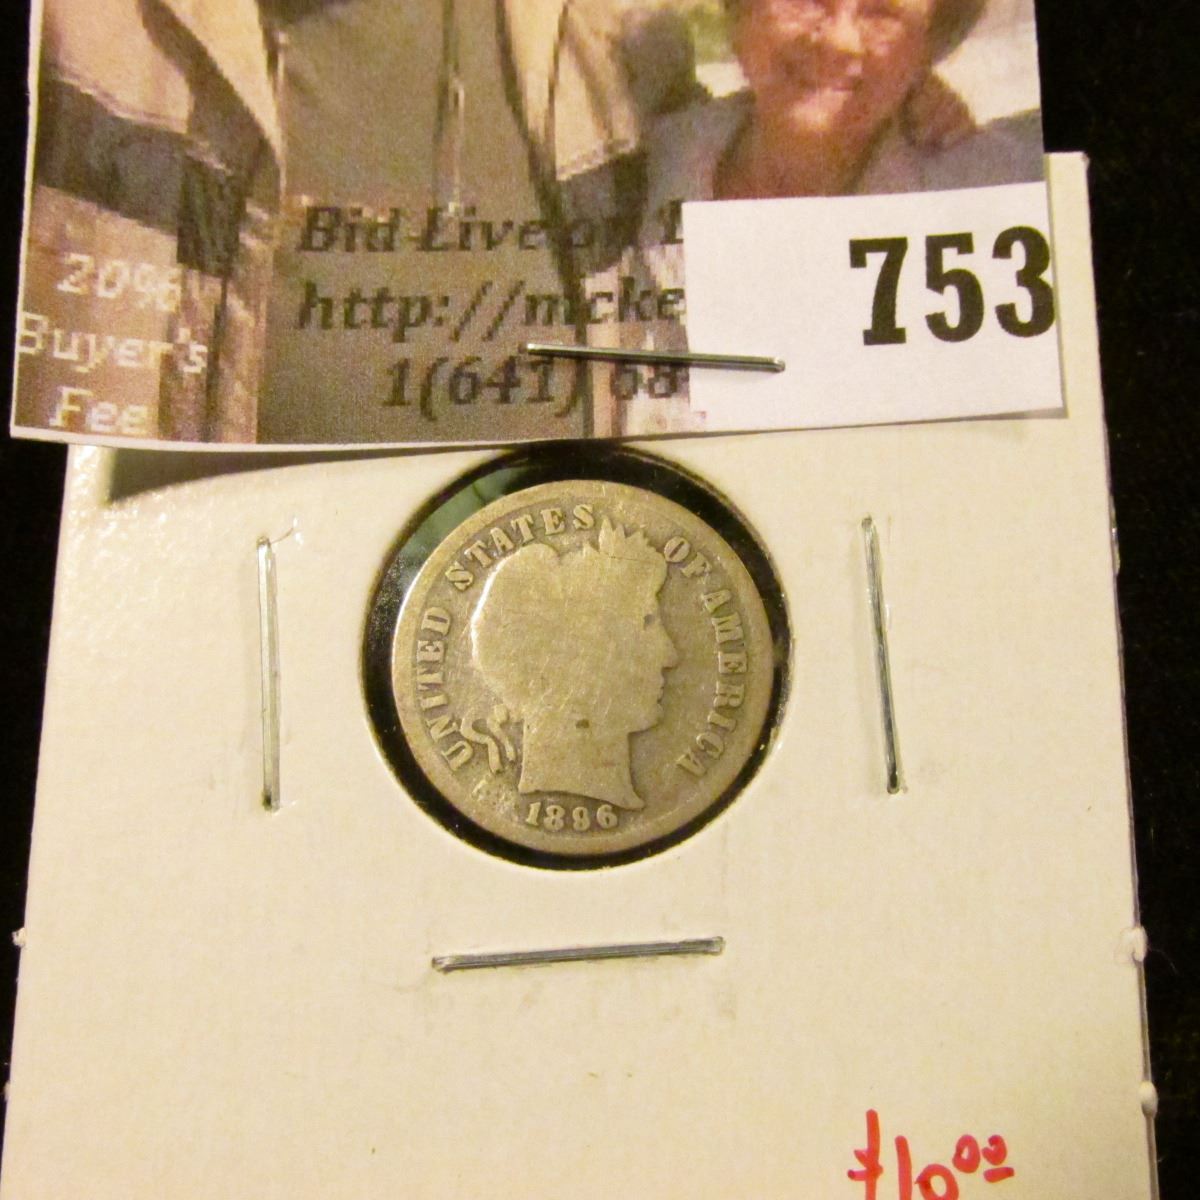 753
Bid Live on
http://mcke
20%
Buyer's
Fee
1(641) 68
UNITED STATES OF AMERICA
1896
$10.00